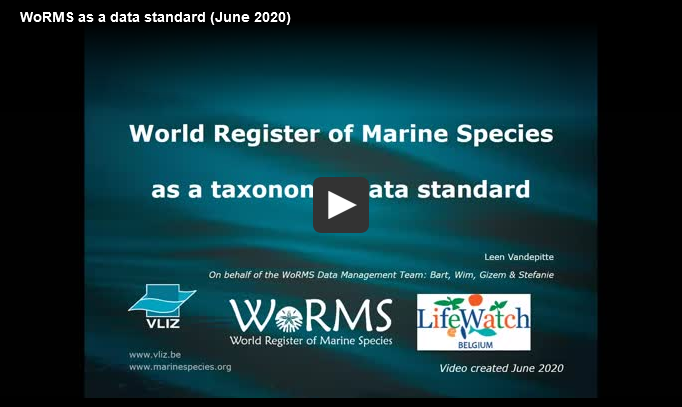 WoRMS as a data standard (June 2020)
World Register of Marine Species
as a taxonom ata standard
Leen Vandepitte
On behalf of the WoRMS Data Management Team: Bart, Wim, Gizem & Stefanie
VLIZ
WoRMS
World Register of Marine Species
LifeWatch
BELGIUM
www.vliz.be
www.marinespecies.org
Video created June 2020